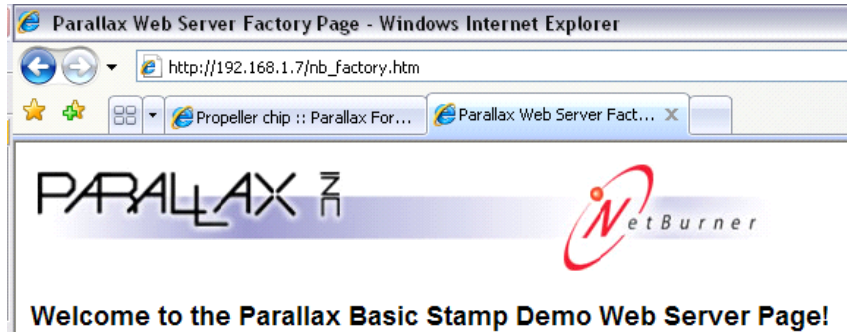 Parallax Web Server Factory Page - Windows Internet Explorer
http://192.168.1.7/nb_factory.htm
Propeller chip :: Parallax For...
Parallax Web Server Fact...
PARALLAX INC
NetBurner
Welcome to the Parallax Basic Stamp Demo Web Server Page!